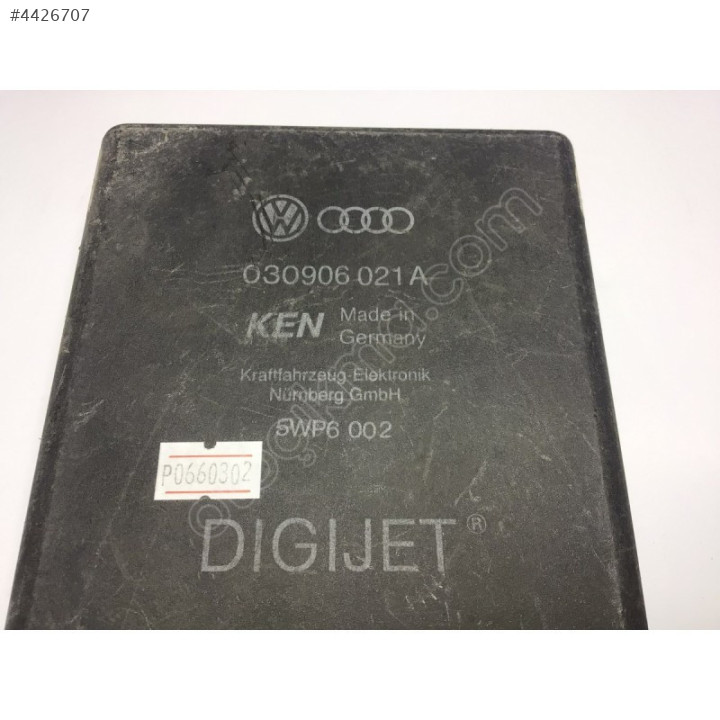 #4426707
030906 021A
KEN Made in
Germany
Kraftfahrzeug-Elektronik
Nürnberg GmbH
5WP6 002
P0660302
DIGIJET®